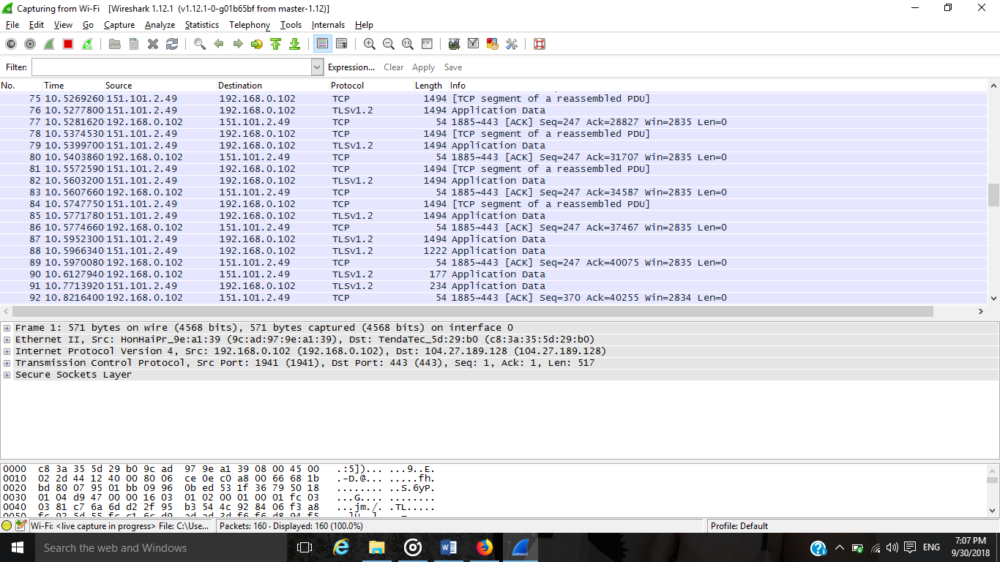 Capturing from Wi-Fi [Wireshark 1.12.1 (v1.12.1-0-g01b65bf from master-1.12)]
File Edit View Go Capture Analyze Statistics Telephony Tools Internals Help
Filter: Expression... Clear Apply Save
No. Time Source Destination Protocol Length Info
75 10.5269260 151.101.2.49 192.168.0.102 TCP 1494 [TCP segment of a reassembled PDU]
76 10.5277800 151.101.2.49 192.168.0.102 TLSv1.2 1494 Application Data
77 10.5281620 192.168.0.102 151.101.2.49 TCP 54 1885→443 [ACK] Seq=247 Ack=28827 Win=2835 Len=0
78 10.5374530 151.101.2.49 192.168.0.102 TCP 1494 [TCP segment of a reassembled PDU]
79 10.5399700 151.101.2.49 192.168.0.102 TLSv1.2 1494 Application Data
80 10.5403860 192.168.0.102 151.101.2.49 TCP 54 1885→443 [ACK] Seq=247 Ack=31707 Win=2835 Len=0
81 10.5572590 151.101.2.49 192.168.0.102 TCP 1494 [TCP segment of a reassembled PDU]
82 10.5603200 151.101.2.49 192.168.0.102 TLSv1.2 1494 Application Data
83 10.5607660 192.168.0.102 151.101.2.49 TCP 54 1885→443 [ACK] Seq=247 Ack=34587 Win=2835 Len=0
84 10.5747750 151.101.2.49 192.168.0.102 TCP 1494 [TCP segment of a reassembled PDU]
85 10.5771780 151.101.2.49 192.168.0.102 TLSv1.2 1494 Application Data
86 10.5774660 192.168.0.102 151.101.2.49 TCP 54 1885→443 [ACK] Seq=247 Ack=37467 Win=2835 Len=0
87 10.5952300 151.101.2.49 192.168.0.102 TLSv1.2 1494 Application Data
88 10.5966340 151.101.2.49 192.168.0.102 TLSv1.2 1222 Application Data
89 10.5970080 192.168.0.102 151.101.2.49 TCP 54 1885→443 [ACK] Seq=247 Ack=40075 Win=2835 Len=0
90 10.6127940 192.168.0.102 151.101.2.49 TLSv1.2 177 Application Data
91 10.7713920 151.101.2.49 192.168.0.102 TLSv1.2 234 Application Data
92 10.8216400 192.168.0.102 151.101.2.49 TCP 54 1885→443 [ACK] Seq=370 Ack=40255 Win=2834 Len=0
Frame 1: 571 bytes on wire (4568 bits), 571 bytes captured (4568 bits) on interface 0
Ethernet II, Src: HonHaiPr_9e:a1:39 (9c:ad:97:9e:a1:39), Dst: TendaTec_5d:29:b0 (c8:3a:35:5d:29:b0)
Internet Protocol Version 4, Src: 192.168.0.102 (192.168.0.102), Dst: 104.27.189.128 (104.27.189.128)
Transmission Control Protocol, Src Port: 1941 (1941), Dst Port: 443 (443), Seq: 1, Ack: 1, Len: 517
Secure Sockets Layer
0000 c8 3a 35 5d 29 b0 9c ad 97 9e a1 39 08 00 45 00 .:5])... ...9..E.
0010 02 2d 44 12 40 00 80 06 ce 0e c0 a8 00 66 68 1b .-D.@... .....fh.
0020 bd 80 07 95 01 bb 09 96 0b ed 53 1f 36 79 50 18 ........ ..S.6yP.
0030 01 04 d9 47 00 00 16 03 01 02 00 01 00 01 fc 03 ...G.... ........
0040 03 81 c7 6a 6d d2 2f 95 b3 54 4c 92 84 06 f3 a8 ...jm./. .TL.....
Wi-Fi: <live capture in progress> File: C:\Use... Packets: 160 · Displayed: 160 (100.0%) Profile: Default
Search the web and Windows
ENG
7:07 PM
9/30/2018